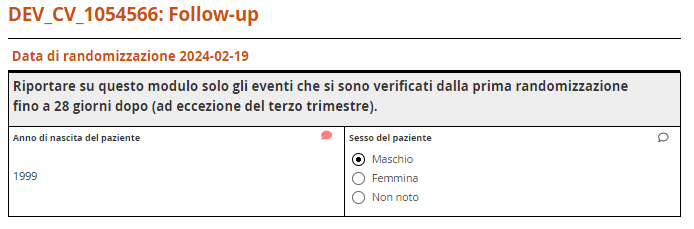 DEV_CV_1054566: Follow-up
Data di randomizzazione 2024-02-19
Riportare su questo modulo solo gli eventi che si sono verificati dalla prima randomizzazione
fino a 28 giorni dopo (ad eccezione del terzo trimestre).
Anno di nascita del paziente
1999
Sesso del paziente
Maschio
Femmina
Non noto